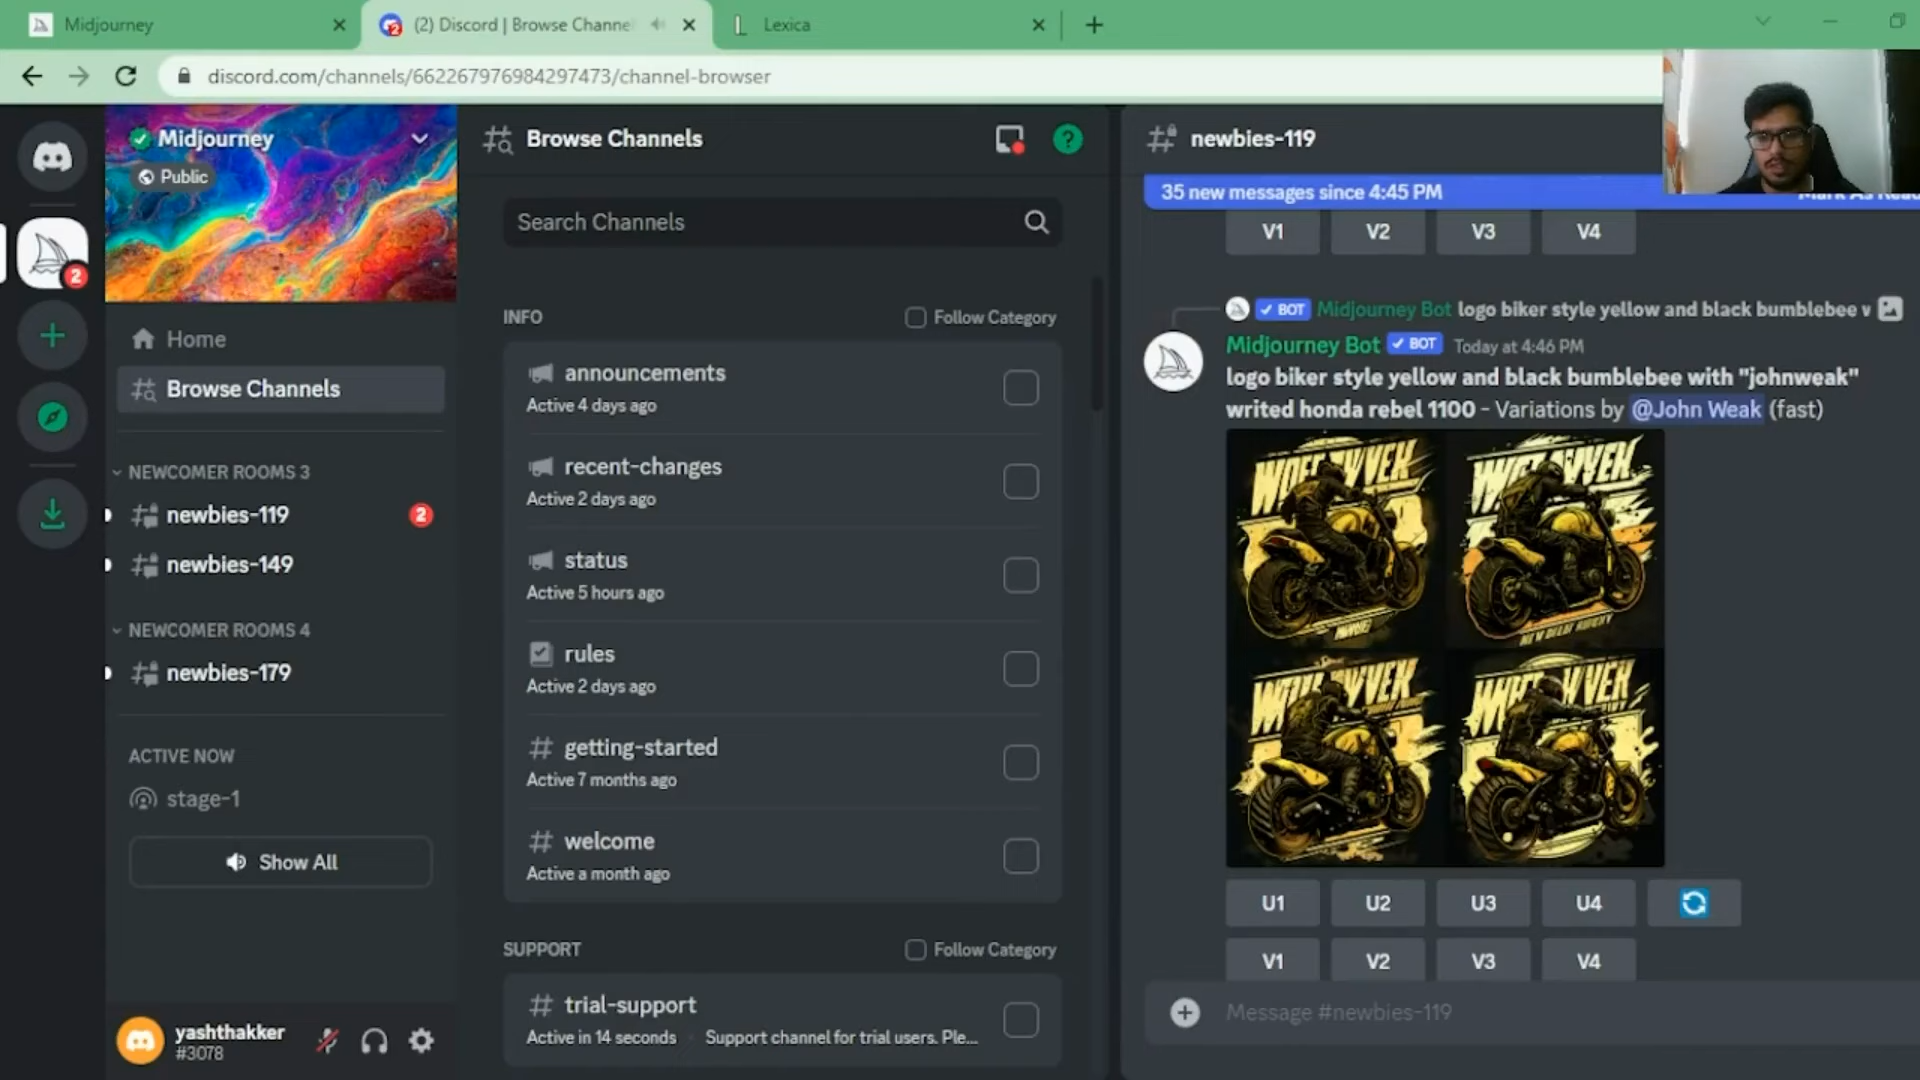 Midjourney
(2) Discord | Browse Channe
Lexica
discord.com/channels/662267976984297473/channel-browser
Midjourney
Public
Browse Channels
newbies-119
35 new messages since 4:45 PM
Search Channels
V1 V2 V3 V4
2
Home
Browse Channels
INFO
Follow Category
BOT Midjourney Bot logo biker style yellow and black bumblebee v
Midjourney Bot BOT Today at 4:46 PM
logo biker style yellow and black bumblebee with "johnweak"
writed honda rebel 1100 - Variations by @John Weak (fast)
announcements
Active 4 days ago
recent-changes
Active 2 days ago
status
Active 5 hours ago
rules
Active 2 days ago
getting-started
Active 7 months ago
welcome
Active a month ago
NEWCOMER ROOMS 3
newbies-119
2
newbies-149
NEWCOMER ROOMS 4
newbies-179
ACTIVE NOW
stage-1
Show All
SUPPORT
Follow Category
trial-support
Active in 14 seconds
Support channel for trial users. Ple...
U1 U2 U3 U4
V1 V2 V3 V4
Message #newbies-119
yashthakker
#3078